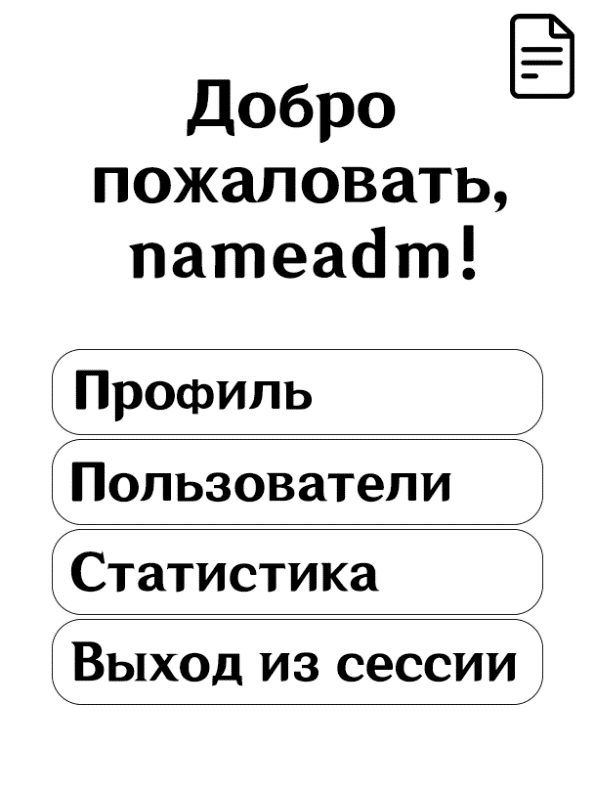 Добро
пожаловать,
nameadm!
Профиль
Пользователи
Статистика
Выход из сессии